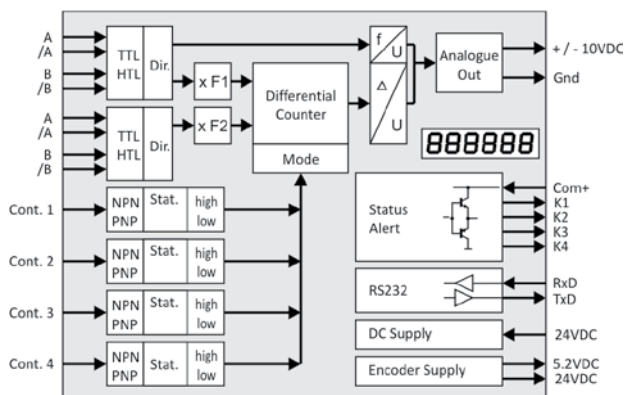 A
/A
B
/B
TTL
HTL
Dir.
x F1
A
/A
B
/B
TTL
HTL
Dir.
x F2
Differential
Counter
Mode
f
U
Δ
U
Analogue
Out
+ / - 10VDC
Gnd
888888
Cont. 1
NPN
PNP
Stat.
high
low
Cont. 2
NPN
PNP
Stat.
high
low
Cont. 3
NPN
PNP
Stat.
high
low
Cont. 4
NPN
PNP
Stat.
high
low
Status
Alert
Com+
K1
K2
K3
K4
RS232
RxD
TxD
DC Supply
24VDC
Encoder Supply
5.2VDC
24VDC